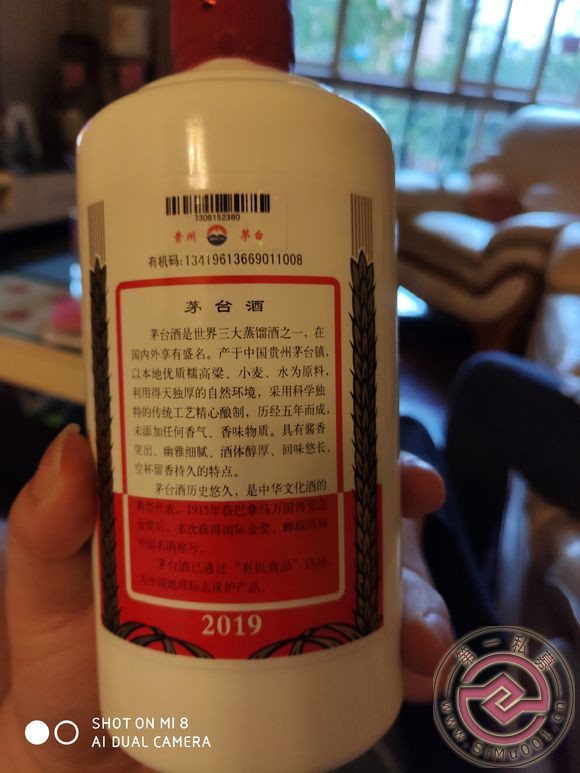 7308152380
贵州 茅台
有机码:13419613669011008
茅台酒
茅台酒是世界三大蒸馏酒之一，在
国内外享有盛名。产于中国贵州茅台镇，
以本地优质糯高粱、小麦、水为原料，
利用得天独厚的自然环境，采用科学独
特的传统工艺精心酿制，历经五年而成，
未添加任何香气、香味物质。具有酱香
突出、幽雅细腻、酒体醇厚、回味悠长、
空杯留香持久的特点。
茅台酒历史悠久，是中华文化酒的
典型代表。1915年获巴拿马万国博览会
金奖后，多次获得国际金奖，蝉联历届
中国名酒称号。
茅台酒已通过“有机食品”认证，
为中国地理标志保护产品。
2019
SHOT ON MI 8
AI DUAL CAMERA
第一私募
www.SiMu001.cn